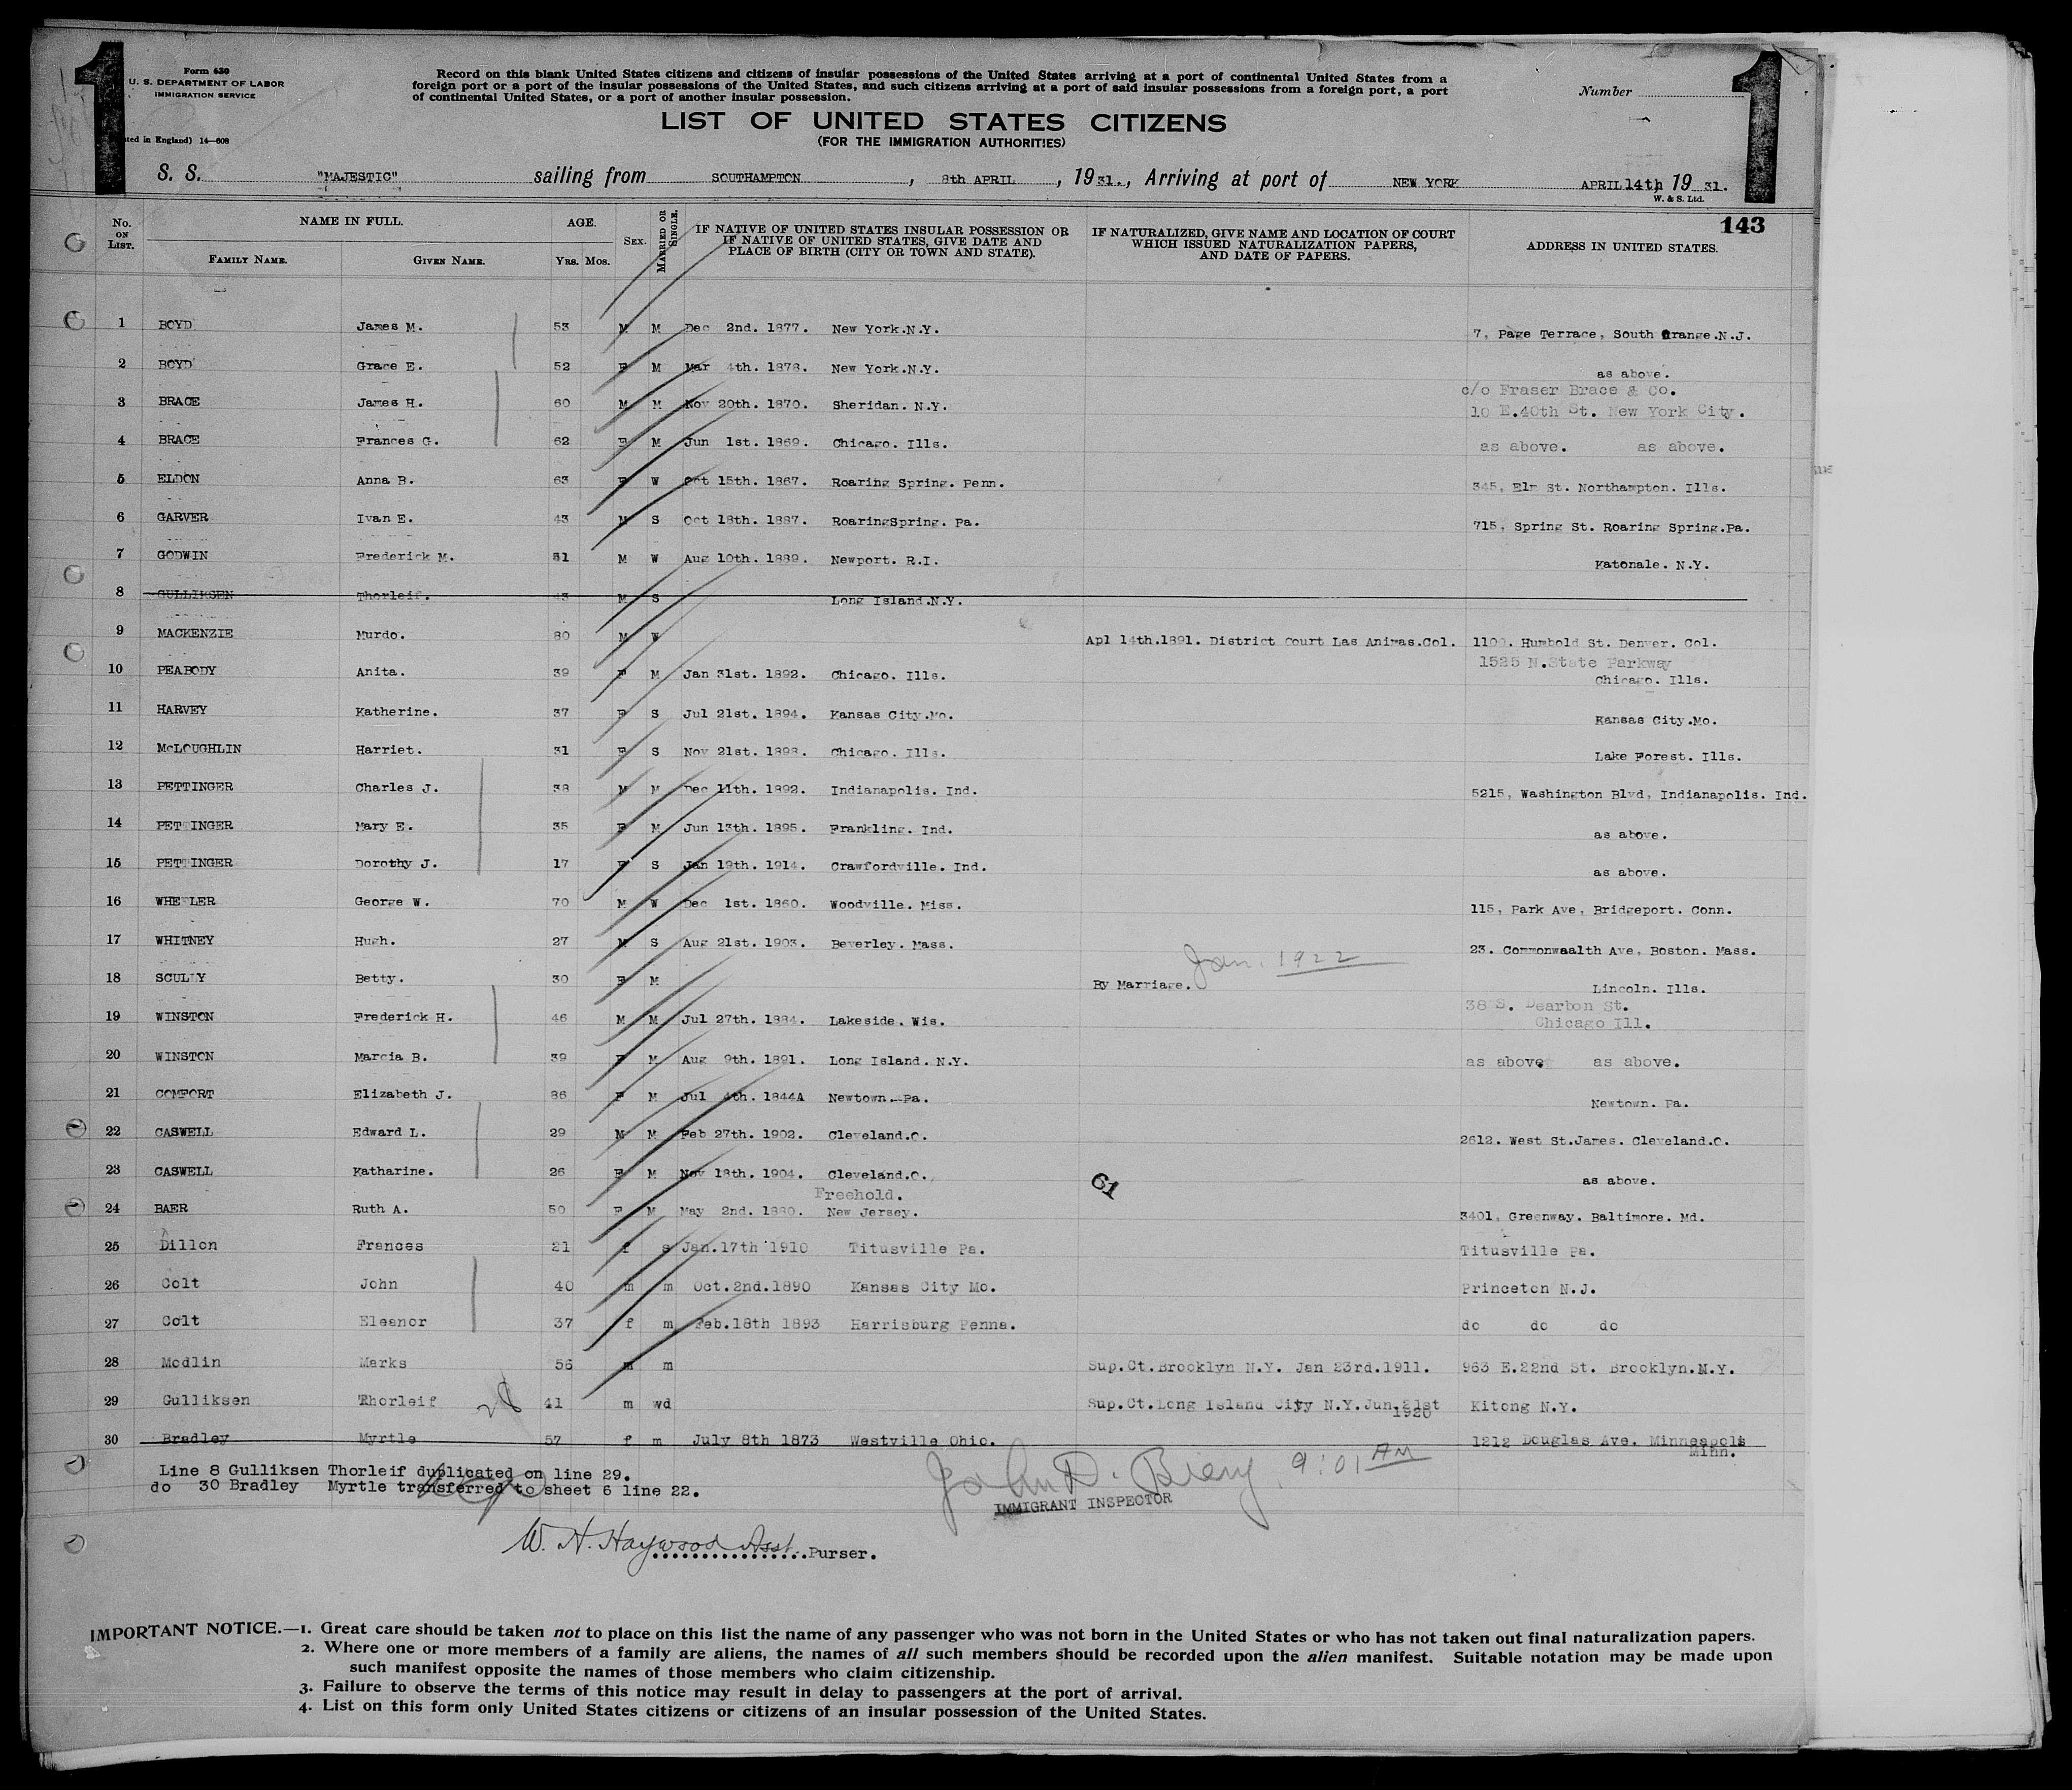 1
1
Form 630
U. S. DEPARTMENT OF LABOR
IMMIGRATION SERVICE
ted in England) 14—608
Record on this blank United States citizens and citizens of insular possessions of the United States arriving at a port of continental United States from a
foreign port or a port of the insular possessions of the United States, and such citizens arriving at a port of said insular possessions from a foreign port, a port
of continental United States, or a port of another insular possession.
Number
LIST OF UNITED STATES CITIZENS
(FOR THE IMMIGRATION AUTHORITIES)
S. S. "MAJESTIC" sailing from SOUTHAMPTON, 8th APRIL, 1931., Arriving at port of NEW YORK APRIL 14th 1931.
W. & S. Ltd.
143
No. ON LIST. NAME IN FULL. FAMILY NAME. GIVEN NAME. AGE. Yrs. Mos. SEX. MARRIED OR SINGLE. IF NATIVE OF UNITED STATES INSULAR POSSESSION OR IF NATIVE OF UNITED STATES, GIVE DATE AND PLACE OF BIRTH (CITY OR TOWN AND STATE). IF NATURALIZED, GIVE NAME AND LOCATION OF COURT WHICH ISSUED NATURALIZATION PAPERS, AND DATE OF PAPERS. ADDRESS IN UNITED STATES.
1 BOYD James M. 53 M M Dec 2nd. 1877. New York.N.Y. 7, Page Terrace, South Orange.N.J.
2 BOYD Grace E. 52 F M Mar 4th. 1878. New York.N.Y. as above.
3 BRACE James H. 60 M M Nov 20th. 1870. Sheridan. N.Y. c/o Fraser Brace & Co.
10 E.40th St. New York City.
4 BRACE Frances G. 62 F M Jun 1st. 1869. Chicago. Ills. as above. as above.
5 ELDON Anna B. 63 F W Oct 15th. 1867. Roaring Spring. Penn. 345, Elm St. Northampton. Ills.
6 GARVER Ivan E. 43 M S Oct 18th. 1887. RoaringSpring. Pa. 715, Spring St. Roaring Spring.Pa.
7 GODWIN Frederick M. 51 M W Aug 10th. 1889. Newport. R.I. Katonale. N.Y.
8 GULLIKSEN Thorleif. 43 M S Long Island.N.Y.
9 MACKENZIE Murdo. 80 M W Apl 14th.1891. District Court Las Animas.Col. 1100. Humbold St. Denver. Col.
10 PEABODY Anita. 39 F M Jan 31st. 1892. Chicago. Ills. 1525 N.State Parkway
Chicago. Ills.
11 HARVEY Katherine. 37 F S Jul 21st. 1894. Kansas City.Mo. Kansas City.Mo.
12 McLOUGHLIN Harriet. 31 F S Nov 21st. 1898. Chicago. Ills. Lake Forest. Ills.
13 PETTINGER Charles J. 38 M M Dec 11th. 1892. Indianapolis. Ind. 5215, Washington Blvd, Indianapolis. Ind.
14 PETTINGER Mary E. 35 F M Jun 13th. 1895. Frankling. Ind. as above.
15 PETTINGER Dorothy J. 17 F S Jan 19th. 1914. Crawfordville. Ind. as above.
16 WHEELER George W. 70 M W Dec 1st. 1860. Woodville. Miss. 115, Park Ave, Bridgeport. Conn.
17 WHITNEY Hugh. 27 M S Aug 21st. 1903. Beverley. Mass. 23. Commonwaalth Ave, Boston. Mass.
18 SCULLY Betty. 30 F M By Marriage. Jan. 1922 Lincoln. Ills.
19 WINSTON Frederick H. 46 M M Jul 27th. 1884. Lakeside. Wis. 38 S. Dearbon St.
Chicago Ill.
20 WINSTON Marcia B. 39 F M Aug 9th. 1891. Long Island. N.Y. as above as above.
21 COMFORT Elizabeth J. 86 F M Jul 4th. 1844A Newtown. Pa. Newtown. Pa.
22 CASWELL Edward L. 29 M M Feb 27th. 1902. Cleveland.O. 2612. West St.James. Cleveland.O.
23 CASWELL Katharine. 26 F M Nov 18th. 1904. Cleveland.O. 61 as above.
24 BAER Ruth A. 50 F M May 2nd. 1880. Freehold. New Jersey. 3401, Greenway. Baltimore. Md.
25 Dillon Frances 21 f s Jan.17th 1910 Titusville Pa. Titusville Pa.
26 Colt John 40 m m Oct.2nd.1890 Kansas City Mo. Princeton N.J.
27 Colt Eleanor 37 f m Feb.18th 1893 Harrisburg Penna. do do do
28 Modlin Marks 56 m m Sup.Ct.Brooklyn N.Y. Jan 23rd.1911. 963 E.22nd St. Brooklyn.N.Y.
29 Gulliksen Thorleif 28 41 m wd Sup.Ct.Long Island City N.Y.Jun.21st 1920 Kitong N.Y.
30 Bradley Myrtle 57 f m July 8th 1873 Westville Ohio. 1212 Douglas Ave. Minneapolis Minn.
Line 8 Gulliksen Thorleif duplicated on line 29.
do 30 Bradley Myrtle transferred to sheet 6 line 22.
John D. Bieny. 9:01 AM
IMMIGRANT INSPECTOR
W. H. Haywood Asst. Purser.
IMPORTANT NOTICE.—1. Great care should be taken not to place on this list the name of any passenger who was not born in the United States or who has not taken out final naturalization papers.
2. Where one or more members of a family are aliens, the names of all such members should be recorded upon the alien manifest. Suitable notation may be made upon
such manifest opposite the names of those members who claim citizenship.
3. Failure to observe the terms of this notice may result in delay to passengers at the port of arrival.
4. List on this form only United States citizens or citizens of an insular possession of the United States.